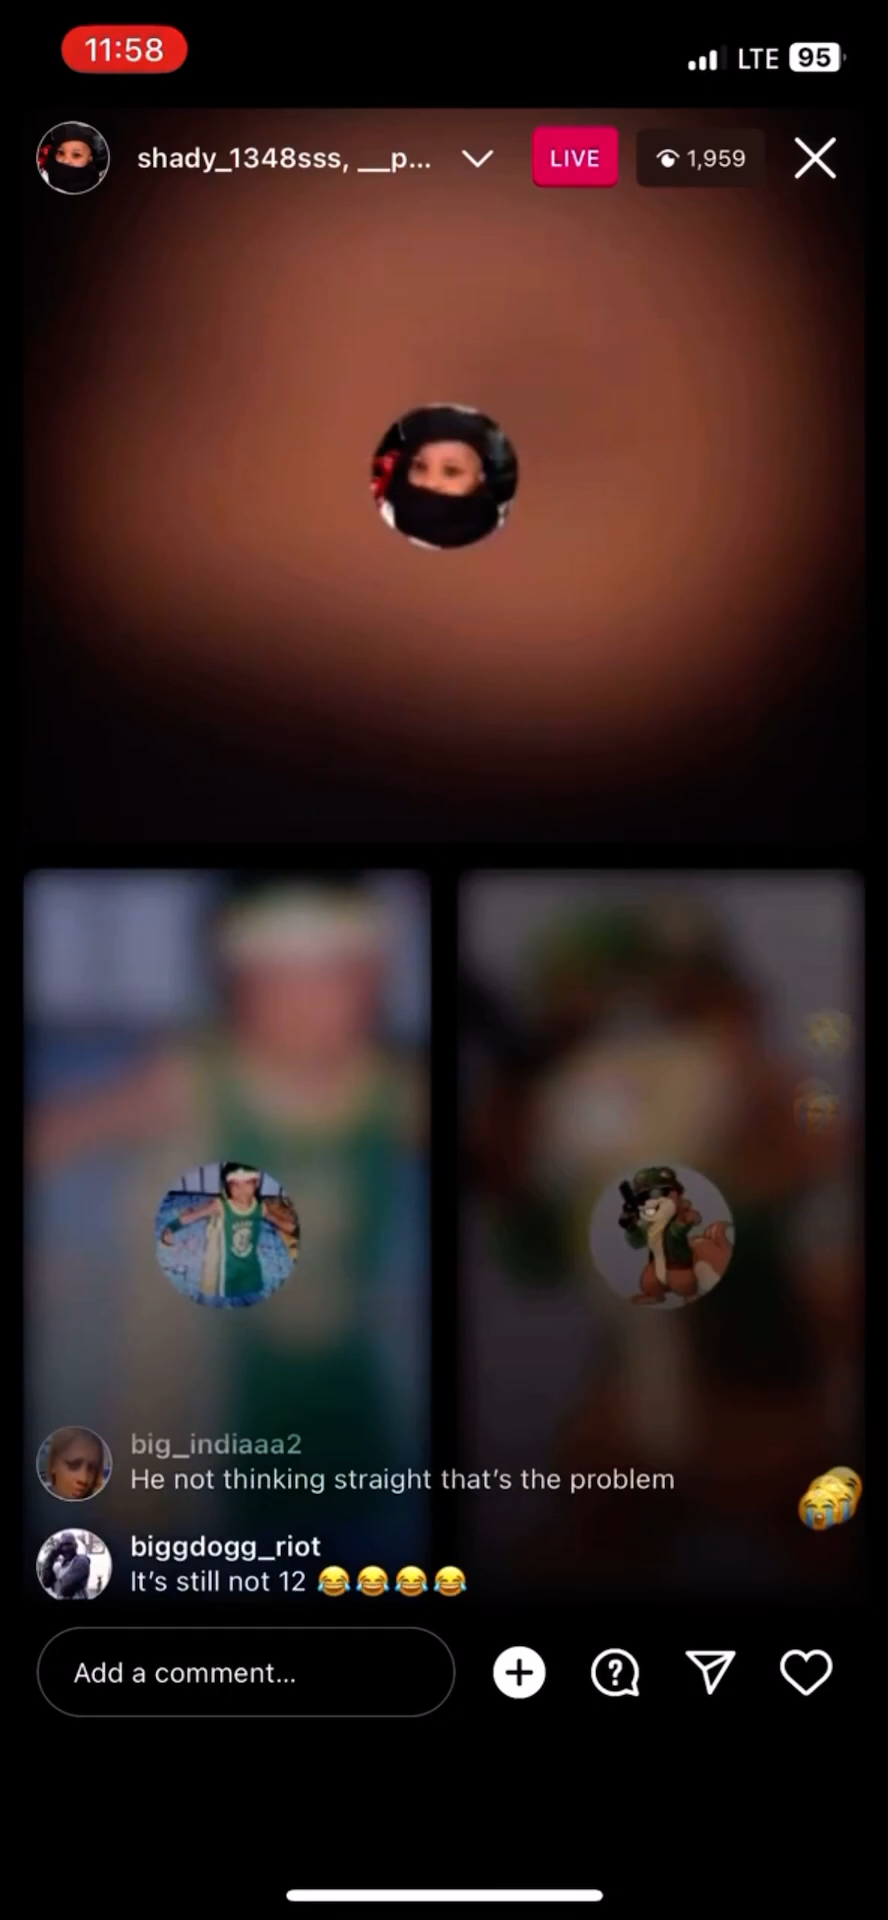 11:58
LTE 95
shady_1348sss, __p...
LIVE
1,959
big_indiaaa2
He not thinking straight that’s the problem
biggdogg_riot
It’s still not 12 😂😂😂😂
Add a comment...